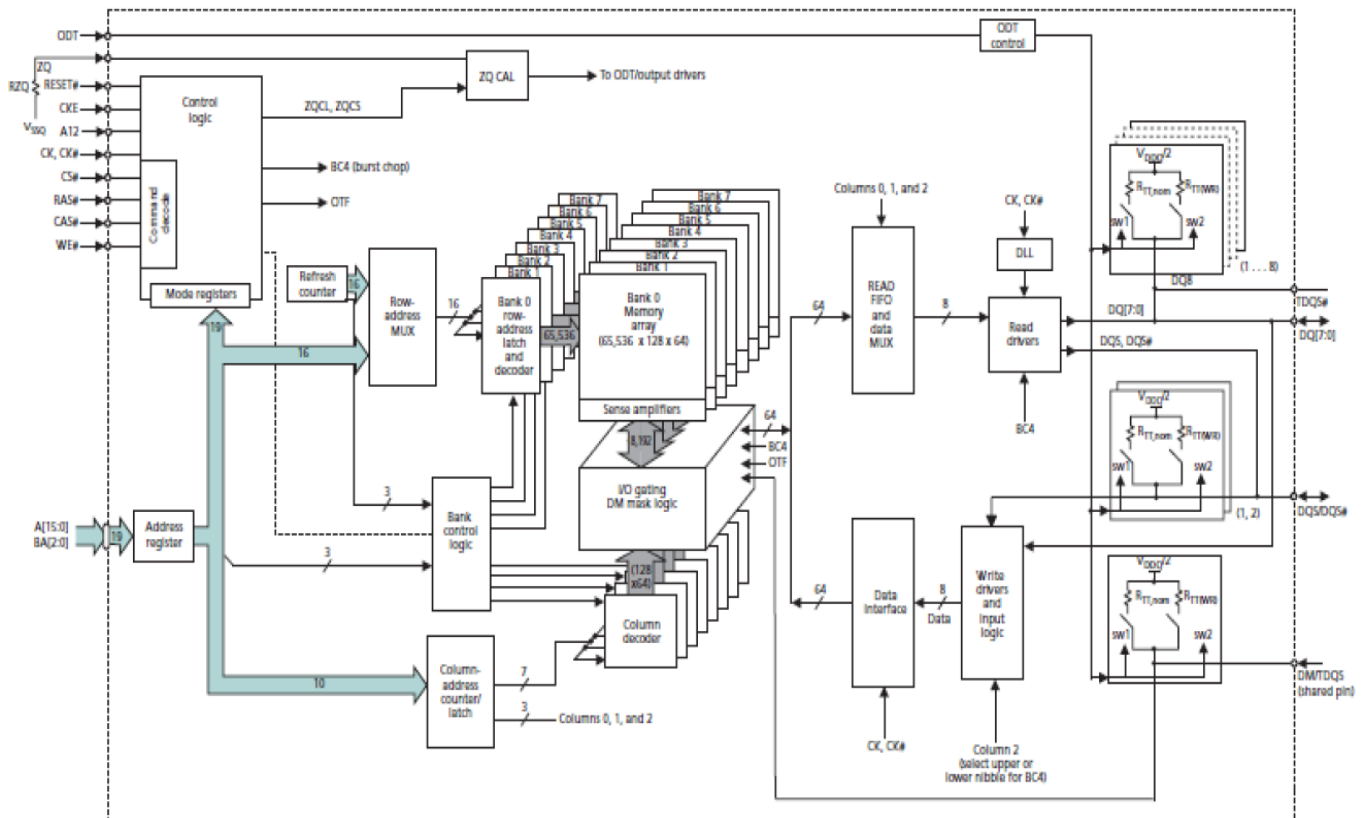 ODT
ODT
control
ZQ
RZQ
V_SSQ
RESET#
CKE
A12
CK, CK#
CS#
RAS#
CAS#
WE#
Control
logic
Command
decode
Mode registers
ZQ CAL
To ODT/output drivers
ZQCL, ZQCS
BC4 (burst chop)
OTF
Refresh
counter
16
Row-
address
MUX
16
19
16
Bank 7
Bank 6
Bank 5
Bank 4
Bank 3
Bank 2
Bank 1
Bank 0
row-
address
latch
and
decoder
65,536
Bank 7
Bank 6
Bank 5
Bank 4
Bank 3
Bank 2
Bank 1
Bank 0
Memory
array
(65,536 x 128 x 64)
Sense amplifiers
8,192
64
BC4
OTF
I/O gating
DM mask logic
(128
x64)
Column
decoder
3
Bank
control
logic
3
A[15:0]
BA[2:0]
19
Address
register
10
Column-
address
counter/
latch
7
3
Columns 0, 1, and 2
Columns 0, 1, and 2
64
READ
FIFO
and
data
MUX
8
CK, CK#
DLL
Read
drivers
BC4
DQ8
(1 . . . 8)
DQ[7:0]
DQS, DQS#
V_DDQ/2
R_TT,nom
R_TT(WR)
sw1
sw2
TDQS#
DQ[7:0]
V_DDQ/2
R_TT,nom
R_TT(WR)
sw1
sw2
(1, 2)
DQS/DQS#
64
Data
interface
8
Data
Write
drivers
and
input
logic
CK, CK#
Column 2
(select upper or
lower nibble for BC4)
V_DDQ/2
R_TT,nom
R_TT(WR)
sw1
sw2
DM/TDQS
(shared pin)